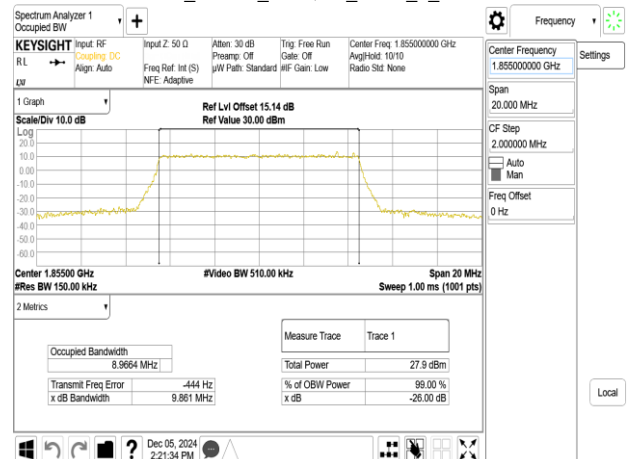 Spectrum Analyzer 1
Occupied BW
Frequency
KEYSIGHT
Input: RF
Coupling: DC
Align: Auto
Input Z: 50 Ω
Freq Ref: Int (S)
NFE: Adaptive
Atten: 30 dB
Preamp: Off
µW Path: Standard
Trig: Free Run
Gate: Off
#IF Gain: Low
Center Freq: 1.855000000 GHz
Avg|Hold: 10/10
Radio Std: None
RL
LXI
Center Frequency
1.855000000 GHz
Settings
Span
20.000 MHz
CF Step
2.000000 MHz
Auto
Man
Freq Offset
0 Hz
Local
1 Graph
Scale/Div 10.0 dB
Ref Lvl Offset 15.14 dB
Ref Value 30.00 dBm
Log
20.0
10.0
0.00
-10.0
-20.0
-30.0
-40.0
-50.0
-60.0
Center 1.85500 GHz
#Video BW 510.00 kHz
Span 20 MHz
#Res BW 150.00 kHz
Sweep 1.00 ms (1001 pts)
2 Metrics
Measure Trace
Trace 1
Occupied Bandwidth
8.9664 MHz
Total Power
27.9 dBm
Transmit Freq Error
-444 Hz
% of OBW Power
99.00 %
x dB Bandwidth
9.861 MHz
x dB
-26.00 dB
?
Dec 05, 2024
2:21:34 PM